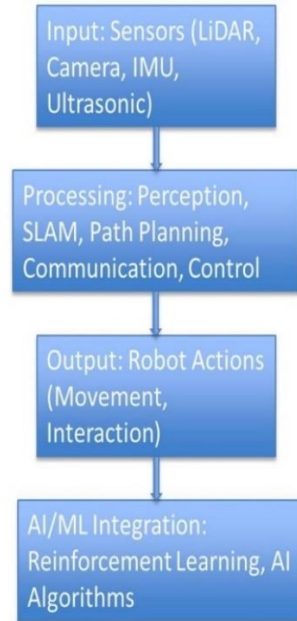 Input: Sensors (LiDAR,
Camera, IMU,
Ultrasonic)
Processing: Perception,
SLAM, Path Planning,
Communication, Control
Output: Robot Actions
(Movement,
Interaction)
AI/ML Integration:
Reinforcement Learning, AI
Algorithms